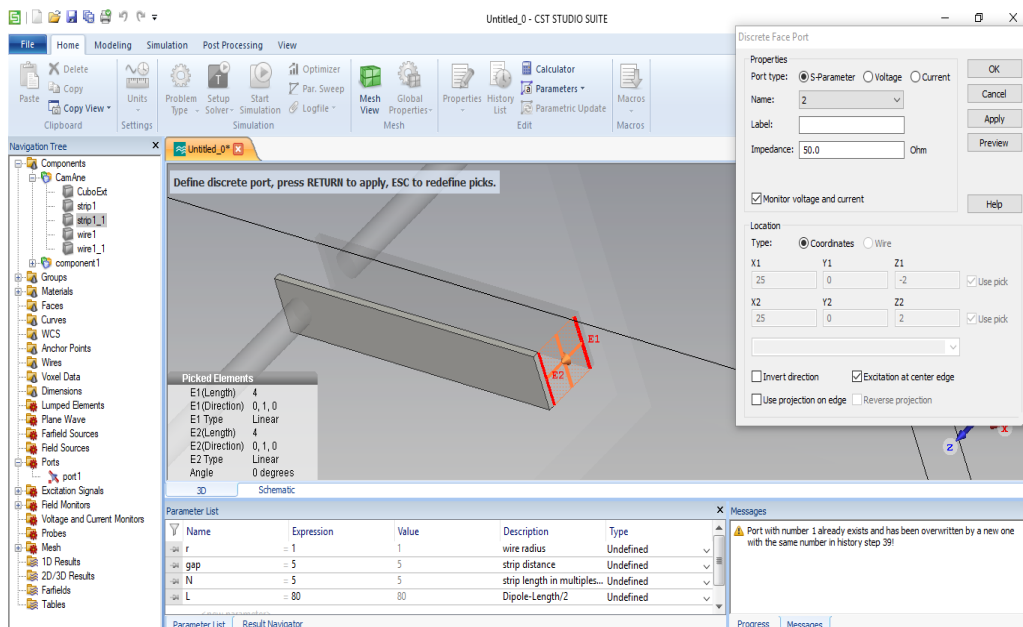 Untitled_0 - CST STUDIO SUITE
File Home Modeling Simulation Post Processing View
Paste
Delete
Copy
Copy View
Clipboard
Units
Settings
Problem Type
Setup Solver
Start Simulation
Optimizer
Par. Sweep
Logfile
Simulation
Mesh View
Global Properties
Mesh
Properties
History List
Calculator
Parameters
Parametric Update
Edit
Macros
Macros
Navigation Tree
Components
CamAne
CuboExt
strip1
strip1_1
wire1
wire1_1
component1
Groups
Materials
Faces
Curves
WCS
Anchor Points
Wires
Voxel Data
Dimensions
Lumped Elements
Plane Wave
Farfield Sources
Field Sources
Ports
port1
Excitation Signals
Field Monitors
Voltage and Current Monitors
Probes
Mesh
1D Results
2D/3D Results
Farfields
Tables
Untitled_0*
Define discrete port, press RETURN to apply, ESC to redefine picks.
E1
E2
Picked Elements
E1(Length) 4
E1(Direction) 0, 1, 0
E1 Type Linear
E2(Length) 4
E2(Direction) 0, 1, 0
E2 Type Linear
Angle 0 degrees
z
x
3D Schematic
Discrete Face Port
Properties
Port type: S-Parameter Voltage Current
Name: 2
Label:
Impedance: 50.0 Ohm
Monitor voltage and current
OK
Cancel
Apply
Preview
Help
Location
Type: Coordinates Wire
X1 Y1 Z1
25 0 -2 Use pick
X2 Y2 Z2
25 0 2 Use pick
Invert direction Excitation at center edge
Use projection on edge Reverse projection
Parameter List
Name Expression Value Description Type
r = 1 1 wire radius Undefined
gap = 5 5 strip distance Undefined
N = 5 5 strip length in multiples... Undefined
L = 80 80 Dipole-Length/2 Undefined
Parameter List Result Navigator
Messages
Port with number 1 already exists and has been overwritten by a new one
with the same number in history step 39!
Progress Messages